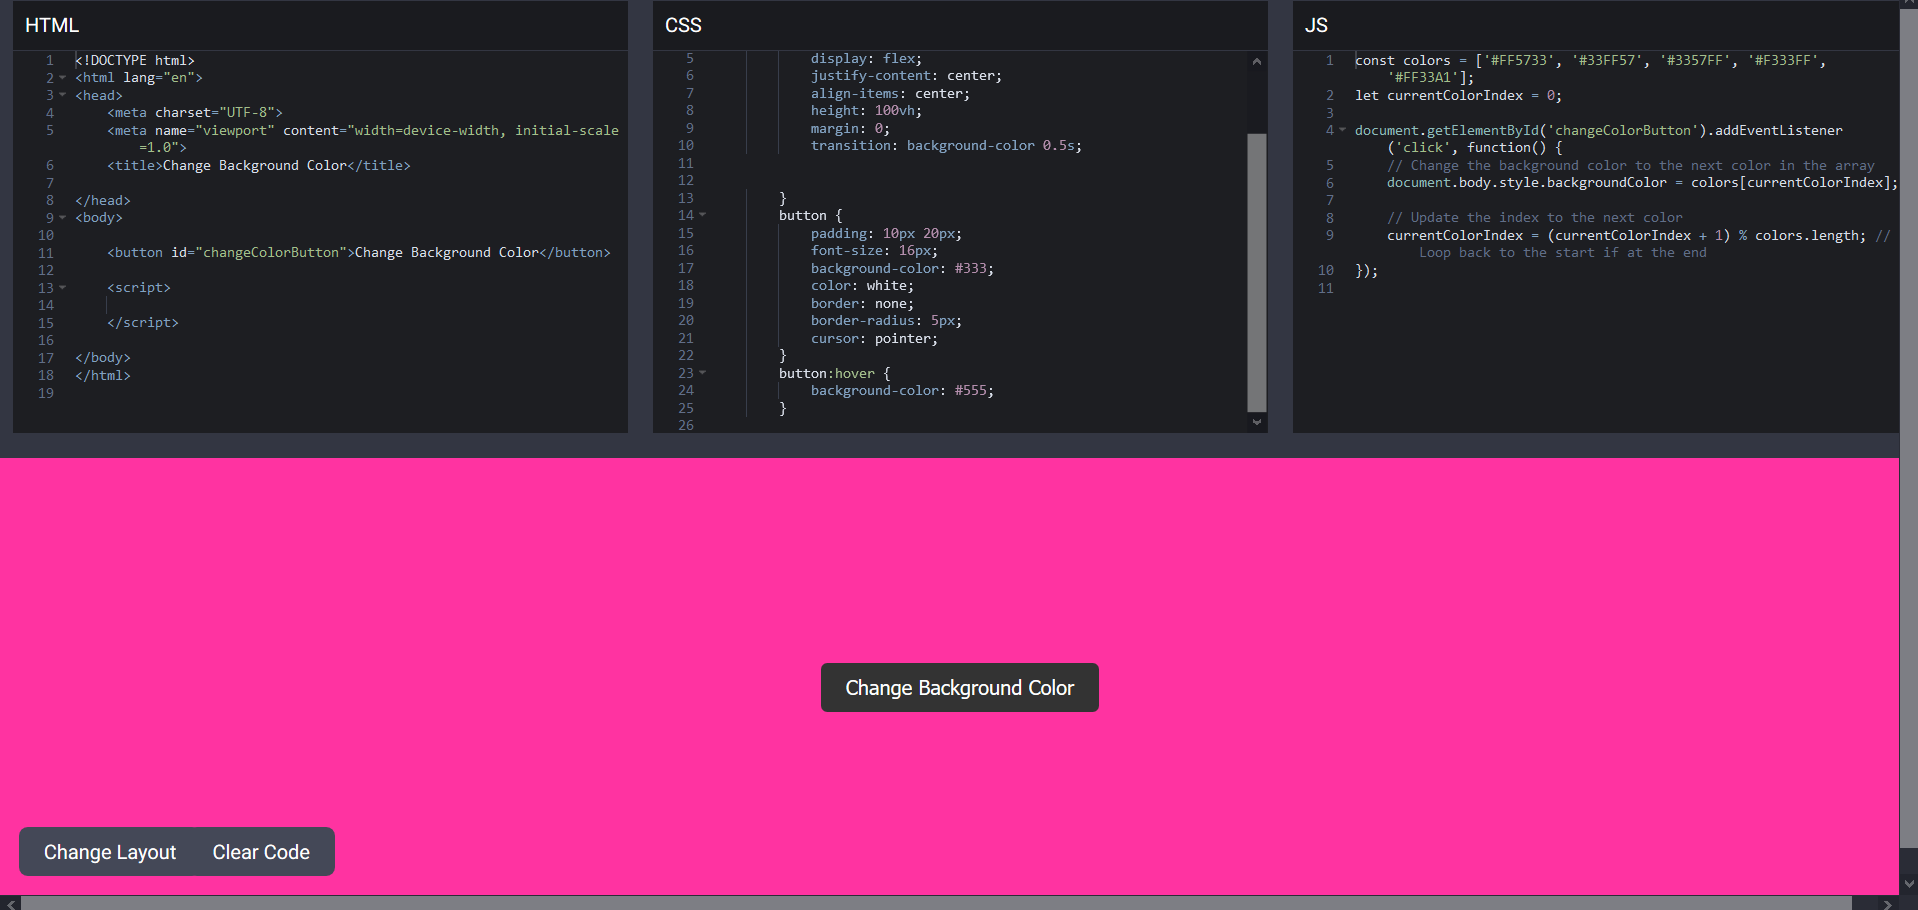 HTML
1 <!DOCTYPE html>
2 <html lang="en">
3 <head>
4 <meta charset="UTF-8">
5 <meta name="viewport" content="width=device-width, initial-scale
=1.0">
6 <title>Change Background Color</title>
7
8 </head>
9 <body>
10
11 <button id="changeColorButton">Change Background Color</button>
12
13 <script>
14
15 </script>
16
17 </body>
18 </html>
19
CSS
5 display: flex;
6 justify-content: center;
7 align-items: center;
8 height: 100vh;
9 margin: 0;
10 transition: background-color 0.5s;
11
12
13 }
14 button {
15 padding: 10px 20px;
16 font-size: 16px;
17 background-color: #333;
18 color: white;
19 border: none;
20 border-radius: 5px;
21 cursor: pointer;
22 }
23 button:hover {
24 background-color: #555;
25 }
26
JS
1 const colors = ['#FF5733', '#33FF57', '#3357FF', '#F333FF',
'#FF33A1'];
2 let currentColorIndex = 0;
3
4 document.getElementById('changeColorButton').addEventListener
('click', function() {
5 // Change the background color to the next color in the array
6 document.body.style.backgroundColor = colors[currentColorIndex];
7
8 // Update the index to the next color
9 currentColorIndex = (currentColorIndex + 1) % colors.length; //
Loop back to the start if at the end
10 });
11
Change Background Color
Change Layout Clear Code